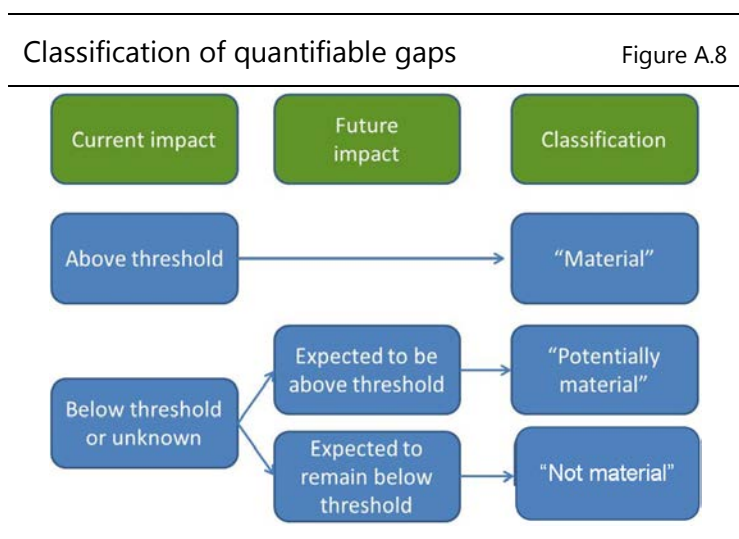 Classification of quantifiable gaps
Figure A.8
Current impact
Future
impact
Classification
Above threshold
“Material”
Below threshold
or unknown
Expected to be
above threshold
“Potentially
material”
Expected to
remain below
threshold
“Not material”